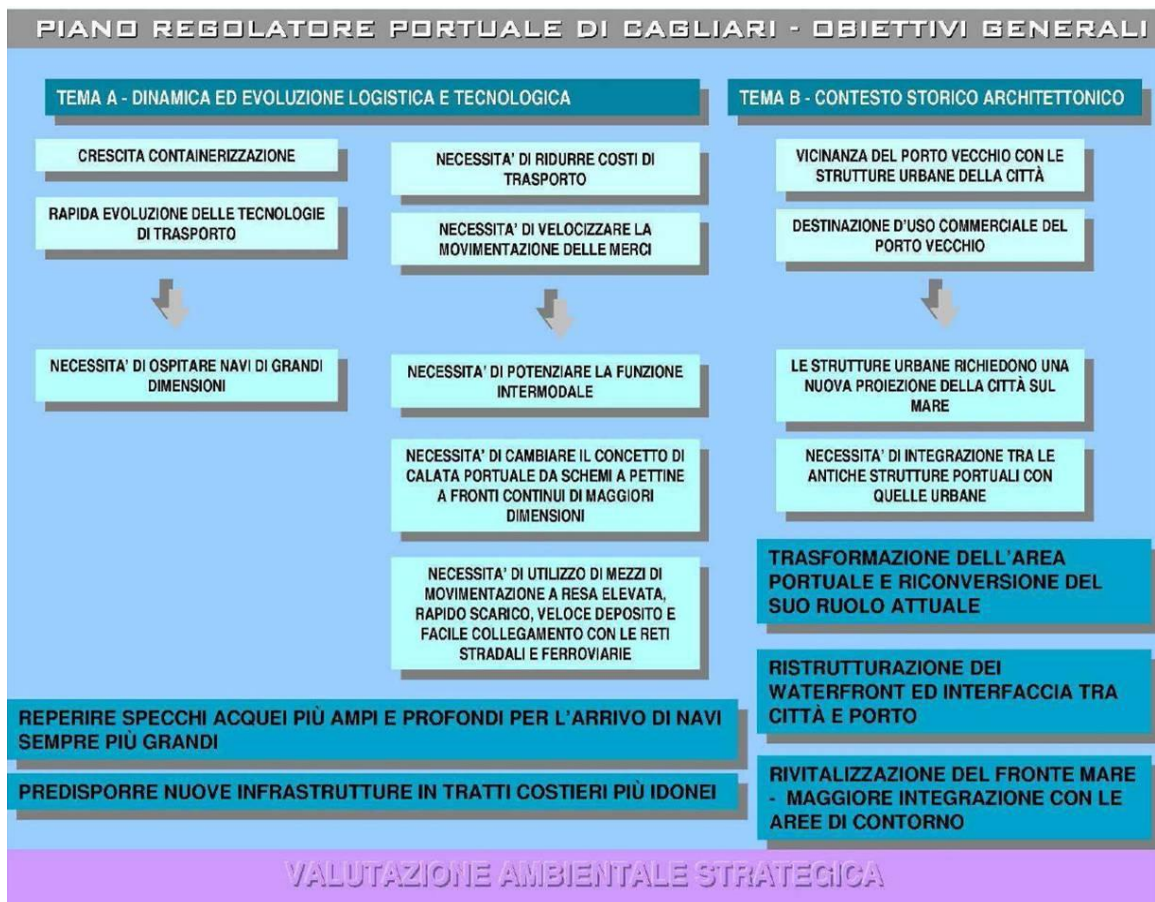 PIANO REGOLATORE PORTUALE DI CAGLIARI - OBIETTIVI GENERALI
TEMA A - DINAMICA ED EVOLUZIONE LOGISTICA E TECNOLOGICA
CRESCITA CONTAINERIZZAZIONE
RAPIDA EVOLUZIONE DELLE TECNOLOGIE
DI TRASPORTO
NECESSITA' DI OSPITARE NAVI DI GRANDI
DIMENSIONI
NECESSITA' DI RIDURRE COSTI DI
TRASPORTO
NECESSITA' DI VELOCIZZARE LA
MOVIMENTAZIONE DELLE MERCI
NECESSITA' DI POTENZIARE LA FUNZIONE
INTERMODALE
NECESSITA' DI CAMBIARE IL CONCETTO DI
CALATA PORTUALE DA SCHEMI A PETTINE
A FRONTI CONTINUI DI MAGGIORI
DIMENSIONI
NECESSITA' DI UTILIZZO DI MEZZI DI
MOVIMENTAZIONE A RESA ELEVATA,
RAPIDO SCARICO, VELOCE DEPOSITO E
FACILE COLLEGAMENTO CON LE RETI
STRADALI E FERROVIARIE
REPERIRE SPECCHI ACQUEI PIÙ AMPI E PROFONDI PER L'ARRIVO DI NAVI
SEMPRE PIÙ GRANDI
PREDISPORRE NUOVE INFRASTRUTTURE IN TRATTI COSTIERI PIÙ IDONEI
TEMA B - CONTESTO STORICO ARCHITETTONICO
VICINANZA DEL PORTO VECCHIO CON LE
STRUTTURE URBANE DELLA CITTÀ
DESTINAZIONE D'USO COMMERCIALE DEL
PORTO VECCHIO
LE STRUTTURE URBANE RICHIEDONO UNA
NUOVA PROIEZIONE DELLA CITTÀ SUL
MARE
NECESSITA' DI INTEGRAZIONE TRA LE
ANTICHE STRUTTURE PORTUALI CON
QUELLE URBANE
TRASFORMAZIONE DELL'AREA
PORTUALE E RICONVERSIONE DEL
SUO RUOLO ATTUALE
RISTRUTTURAZIONE DEI
WATERFRONT ED INTERFACCIA TRA
CITTÀ E PORTO
RIVITALIZZAZIONE DEL FRONTE MARE
- MAGGIORE INTEGRAZIONE CON LE
AREE DI CONTORNO
VALUTAZIONE AMBIENTALE STRATEGICA